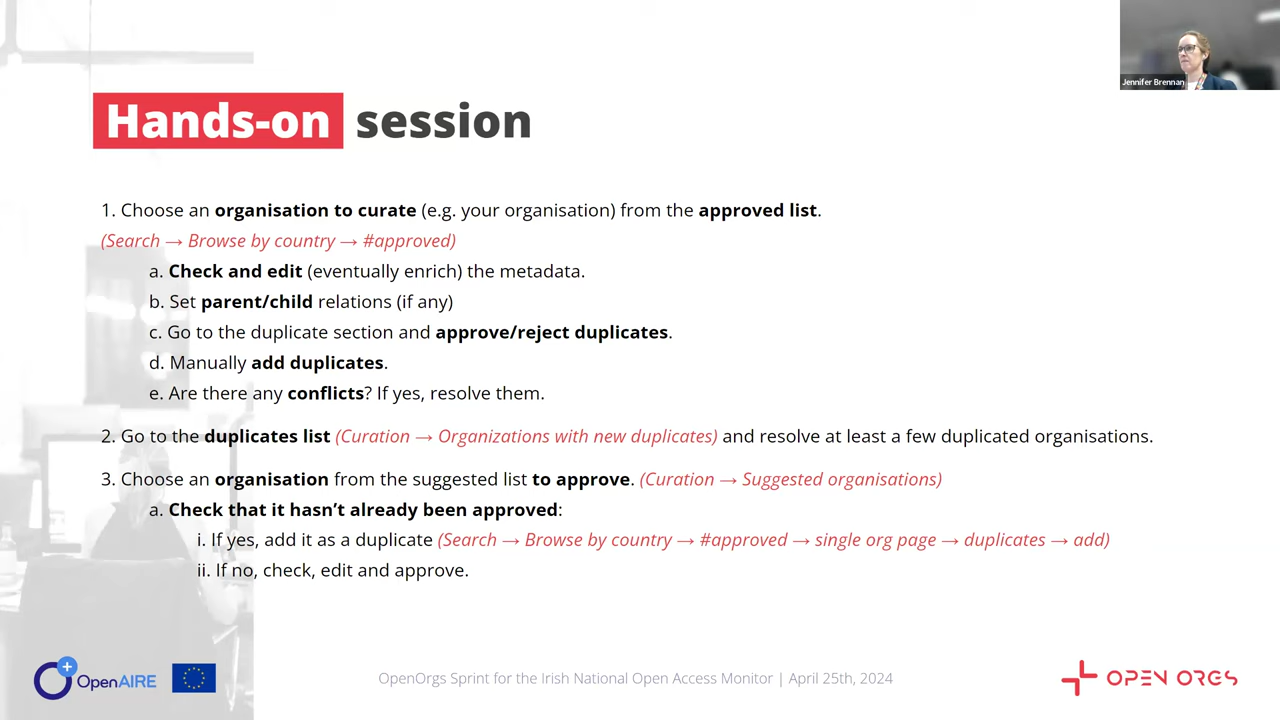 Jennifer Brennan
Hands-on session
1. Choose an organisation to curate (e.g. your organisation) from the approved list.
(Search → Browse by country → #approved)
a. Check and edit (eventually enrich) the metadata.
b. Set parent/child relations (if any)
c. Go to the duplicate section and approve/reject duplicates.
d. Manually add duplicates.
e. Are there any conflicts? If yes, resolve them.
2. Go to the duplicates list (Curation → Organizations with new duplicates) and resolve at least a few duplicated organisations.
3. Choose an organisation from the suggested list to approve. (Curation → Suggested organisations)
a. Check that it hasn’t already been approved:
i. If yes, add it as a duplicate (Search → Browse by country → #approved → single org page → duplicates → add)
ii. If no, check, edit and approve.
OpenAIRE
OpenOrgs Sprint for the Irish National Open Access Monitor | April 25th, 2024
OPEN ORGS